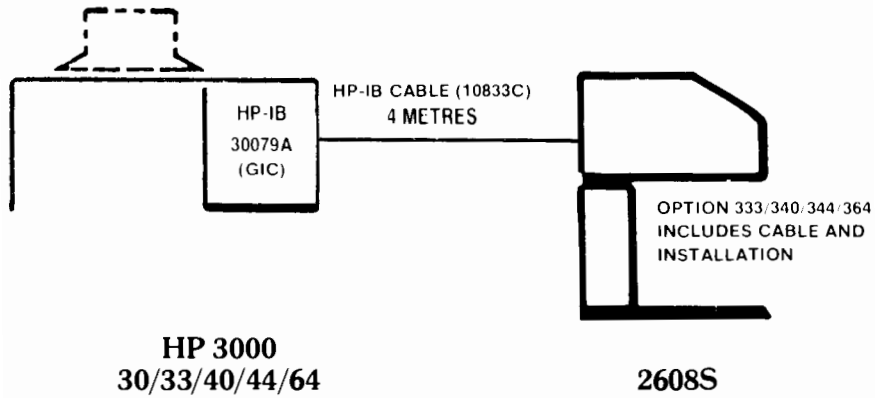 HP-IB CABLE (10833C)
4 METRES
HP-IB
30079A
(GIC)
OPTION 333/340/344/364
INCLUDES CABLE AND
INSTALLATION
HP 3000
30/33/40/44/64
2608S